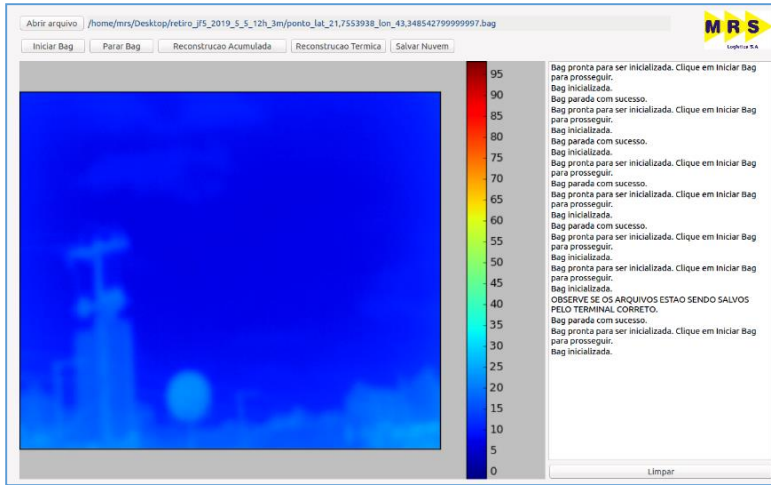 Abrir arquivo /home/mrs/Desktop/retiro_jf5_2019_5_5_12h_3m/ponto_lat_21,7553938_lon_43,348542799999997.bag
MRS
Logística S.A
Iniciar Bag Parar Bag Reconstrucao Acumulada Reconstrucao Termica Salvar Nuvem
95
90
85
80
75
70
65
60
55
50
45
40
35
30
25
20
15
10
5
0
Bag pronta para ser inicializada. Clique em Iniciar Bag
para prosseguir.
Bag inicializada.
Bag parada com sucesso.
Bag pronta para ser inicializada. Clique em Iniciar Bag
para prosseguir.
Bag inicializada.
Bag parada com sucesso.
Bag inicializada.
Bag pronta para ser inicializada. Clique em Iniciar Bag
para prosseguir.
Bag parada com sucesso.
Bag pronta para ser inicializada. Clique em Iniciar Bag
para prosseguir.
Bag inicializada.
Bag parada com sucesso.
Bag pronta para ser inicializada. Clique em Iniciar Bag
para prosseguir.
Bag inicializada.
Bag pronta para ser inicializada. Clique em Iniciar Bag
para prosseguir.
Bag inicializada.
OBSERVE SE OS ARQUIVOS ESTAO SENDO SALVOS
PELO TERMINAL CORRETO.
Bag parada com sucesso.
Bag pronta para ser inicializada. Clique em Iniciar Bag
para prosseguir.
Bag inicializada.
Limpar